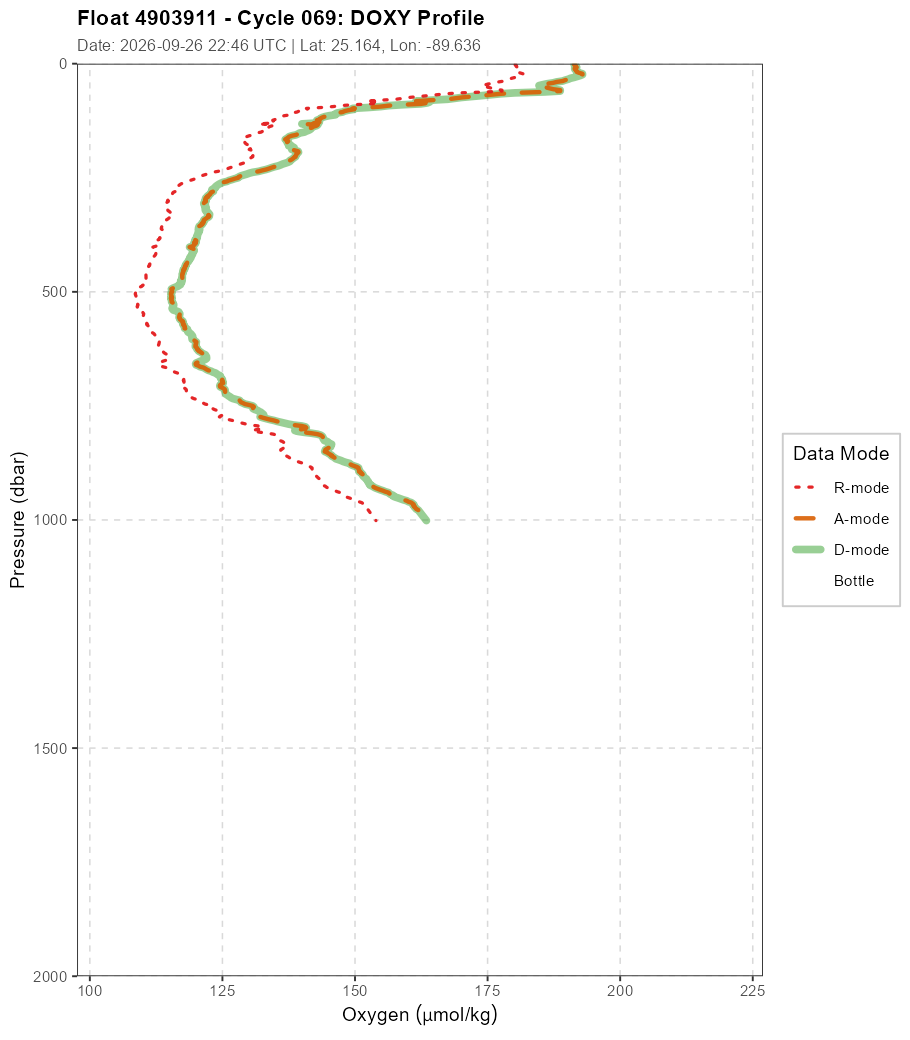 Float 4903911 - Cycle 069: DOXY Profile
Date: 2026-09-26 22:46 UTC | Lat: 25.164, Lon: -89.636
0
500
1000
1500
2000
Pressure (dbar)
100 125 150 175 200 225
Oxygen (µmol/kg)
Data Mode
R-mode
A-mode
D-mode
Bottle